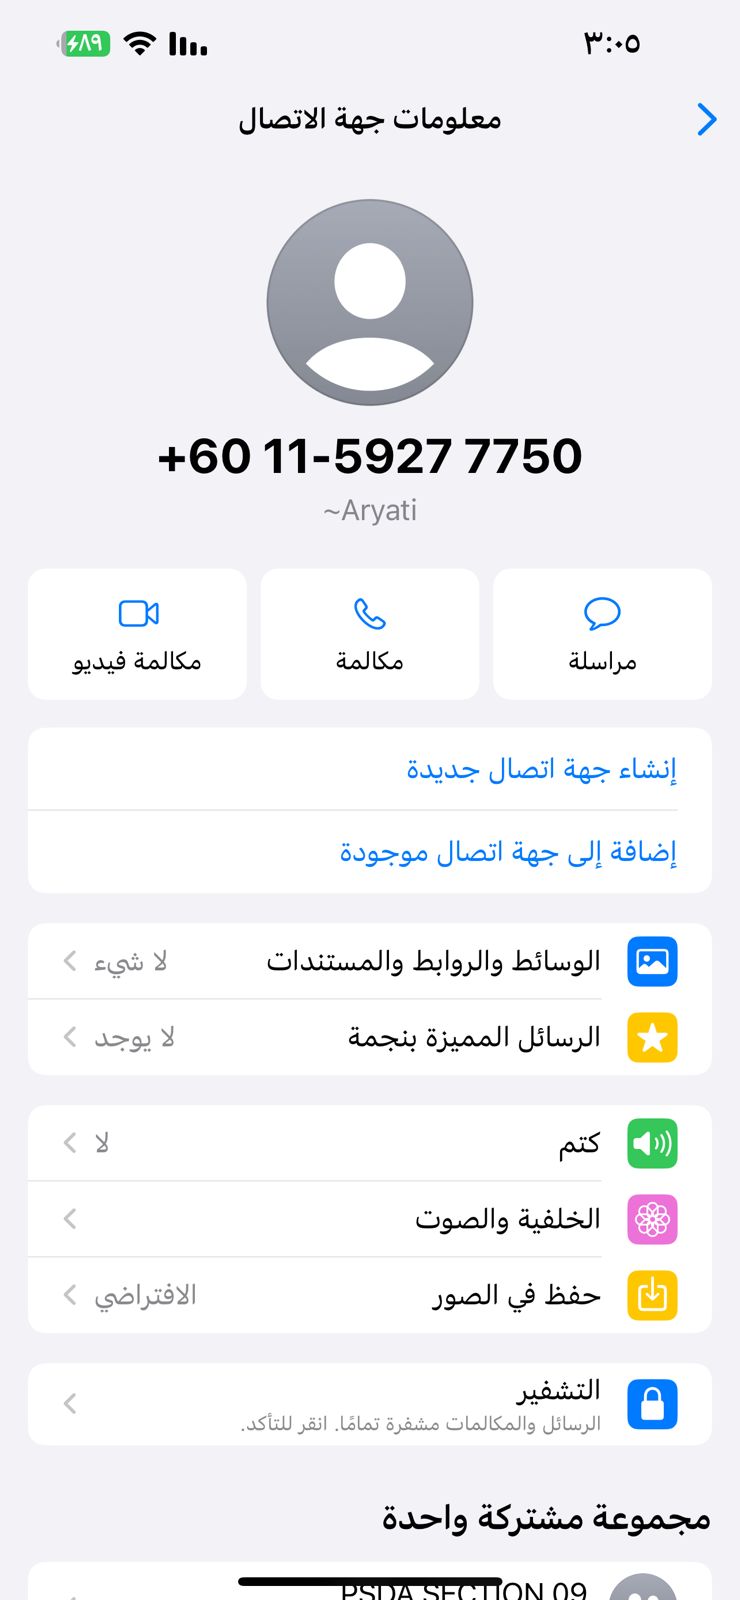 ٣:٠٥
٨٩
معلومات جهة الاتصال
+60 11-5927 7750
~Aryati
مراسلة
مكالمة
مكالمة فيديو
إنشاء جهة اتصال جديدة
إضافة إلى جهة اتصال موجودة
الوسائط والروابط والمستندات لا شيء
الرسائل المميزة بنجمة لا يوجد
كتم لا
الخلفية والصوت
حفظ في الصور الافتراضي
التشفير
الرسائل والمكالمات مشفرة تمامًا. انقر للتأكد.
مجموعة مشتركة واحدة
PSDA SECTION 09